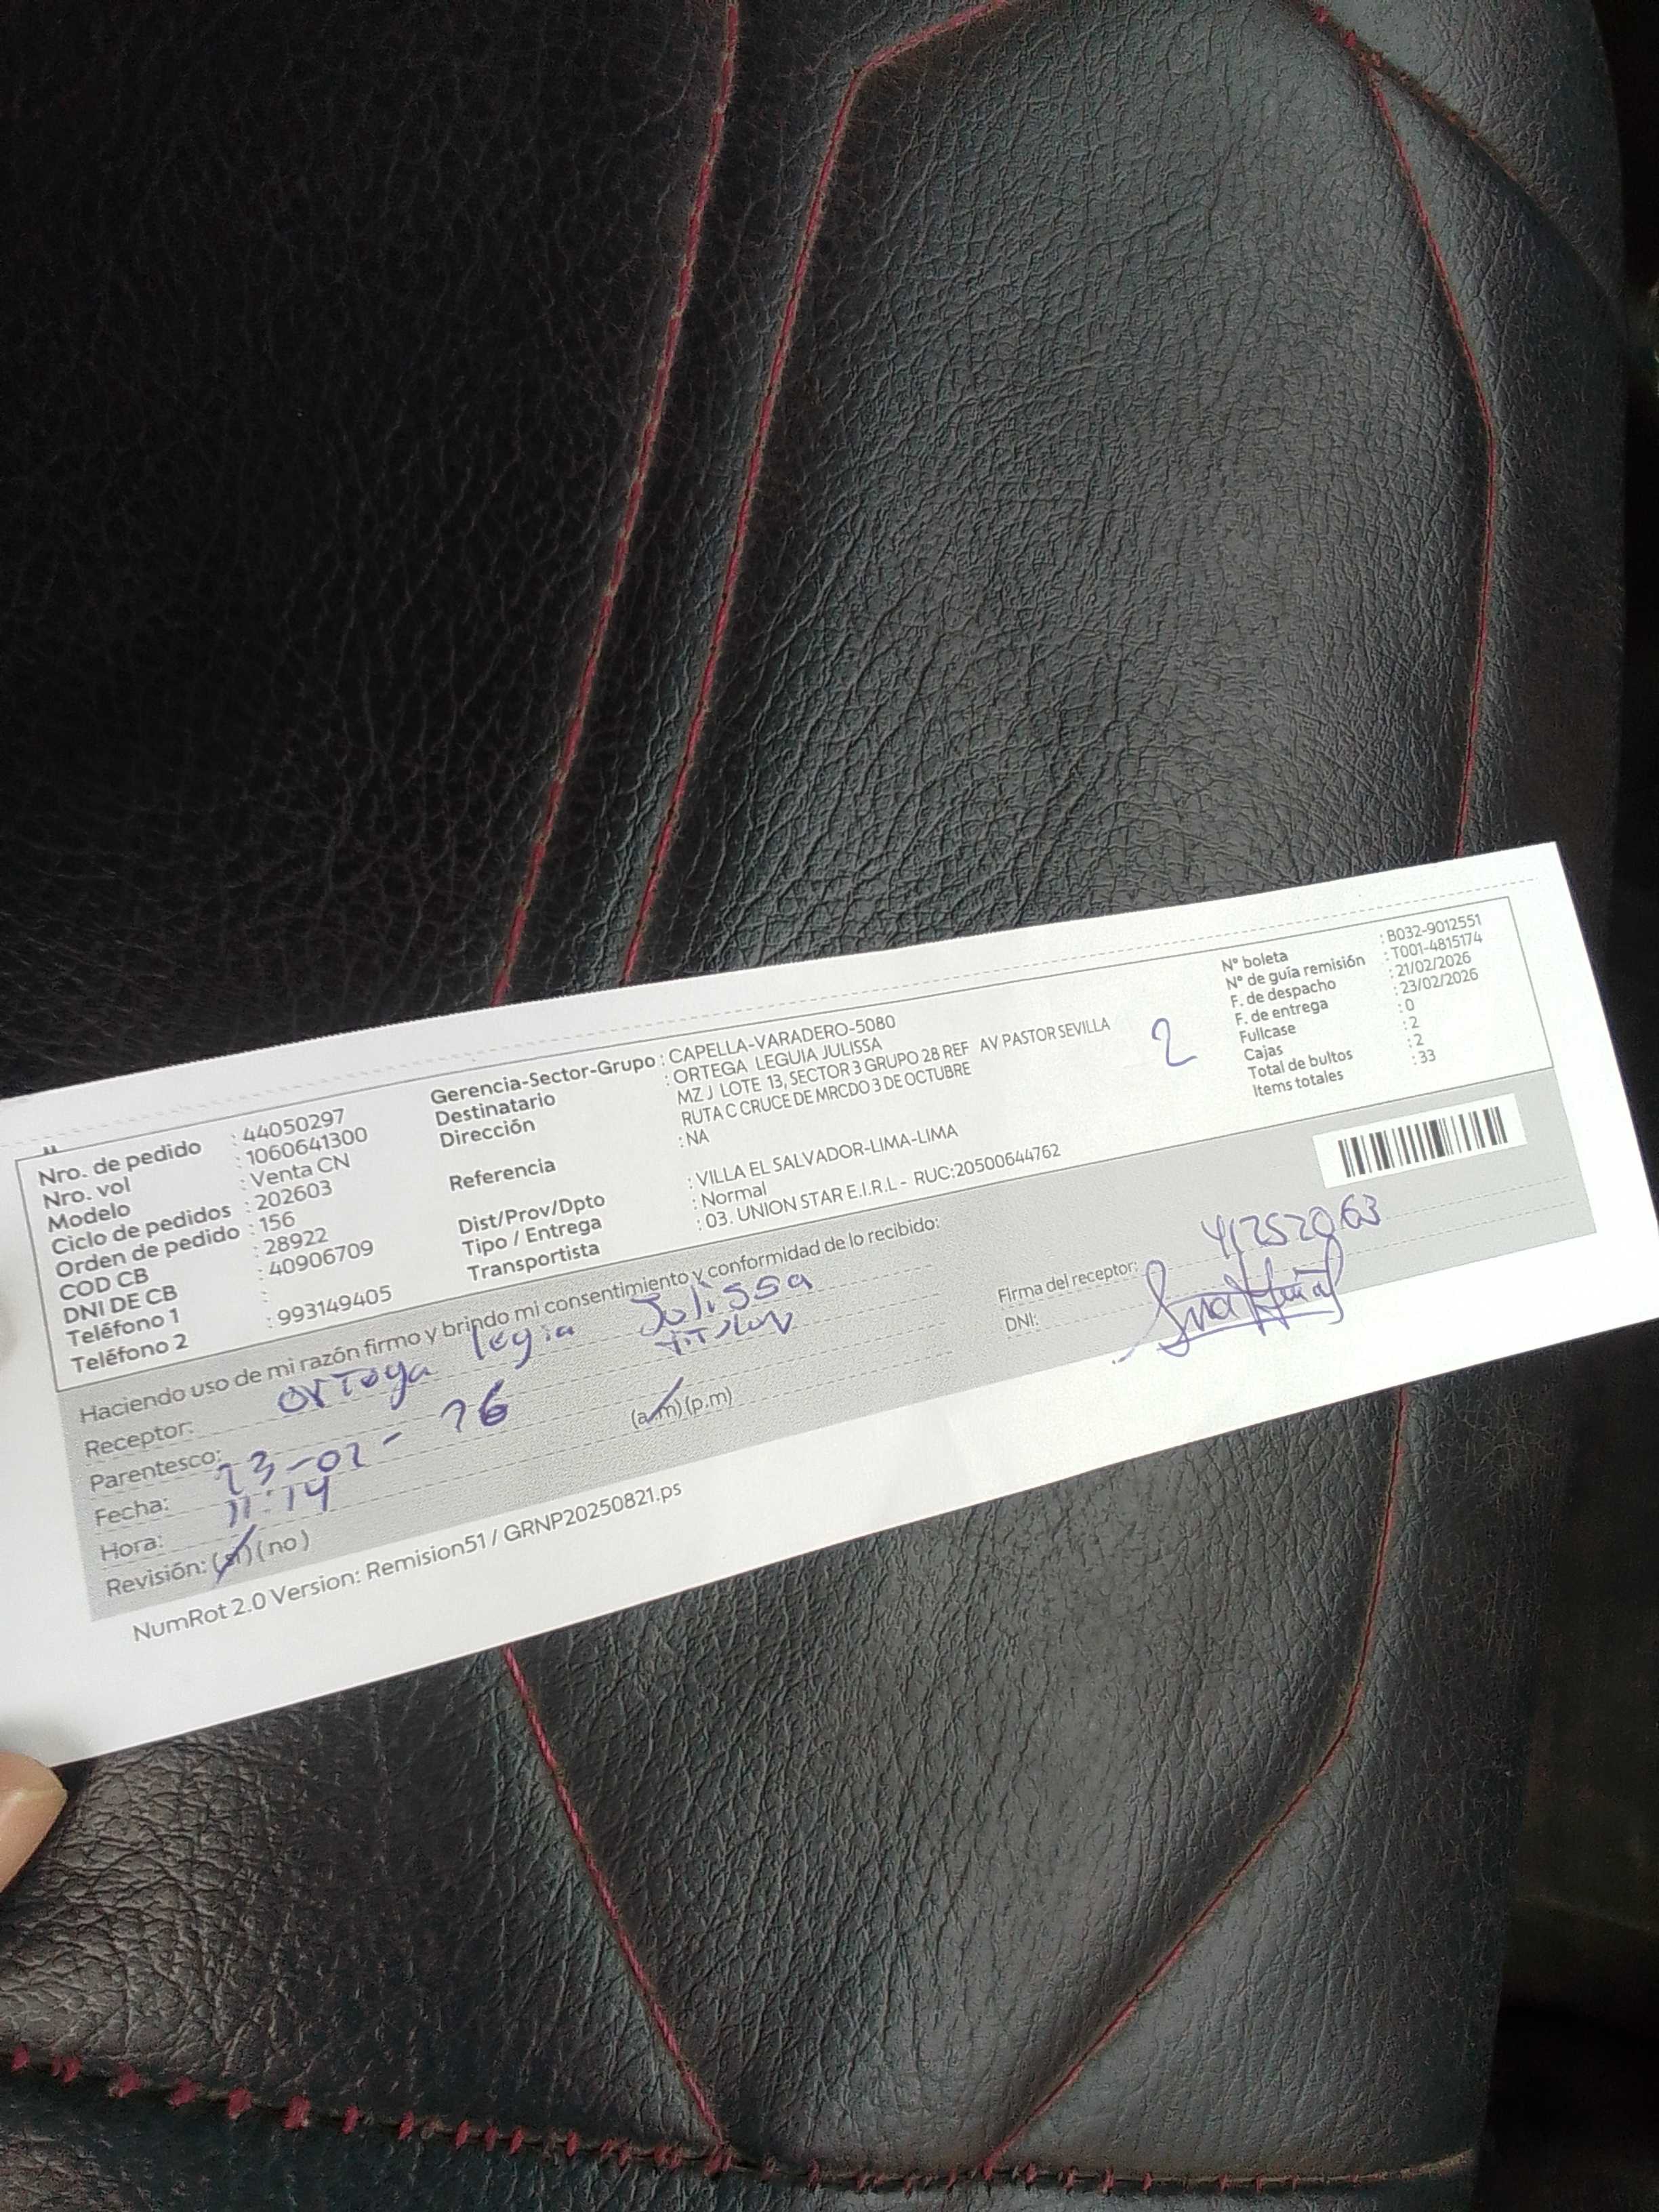 Nro. de pedido : 44050297
Nro. vol : 1060641300
Modelo : Venta CN
Ciclo de pedidos : 202603
Orden de pedido : 156
COD CB : 28922
DNI DE CB : 40906709
Teléfono 1 :
Teléfono 2 : 993149405
Gerencia-Sector-Grupo : CAPELLA-VARADERO-5080
Destinatario : ORTEGA LEGUIA JULISSA
Dirección MZ J LOTE 13, SECTOR 3 GRUPO 28 REF AV PASTOR SEVILLA
RUTA C CRUCE DE MRCDO 3 DE OCTUBRE
Referencia : NA
Dist/Prov/Dpto : VILLA EL SALVADOR-LIMA-LIMA
Tipo / Entrega : Normal
Transportista : 03. UNION STAR E.I.R.L - RUC:20500644762
2
N° boleta : B032-9012551
N° de guía remisión : T001-4815174
F. de despacho : 21/02/2026
F. de entrega : 23/02/2026
Fullcase : 0
Cajas : 2
Total de bultos : 2
Items totales : 33
Haciendo uso de mi razón firmo y brindo mi consentimiento y conformidad de lo recibido:
Receptor: ortega legia Julissa
Parentesco: titular
Fecha: 23-02-26
Hora: 11:14 (a.m)(p.m)
Revisión: (si)(no)
Firma del receptor: 41252063
DNI:
NumRot 2.0 Version: Remision51 / GRNP20250821.ps